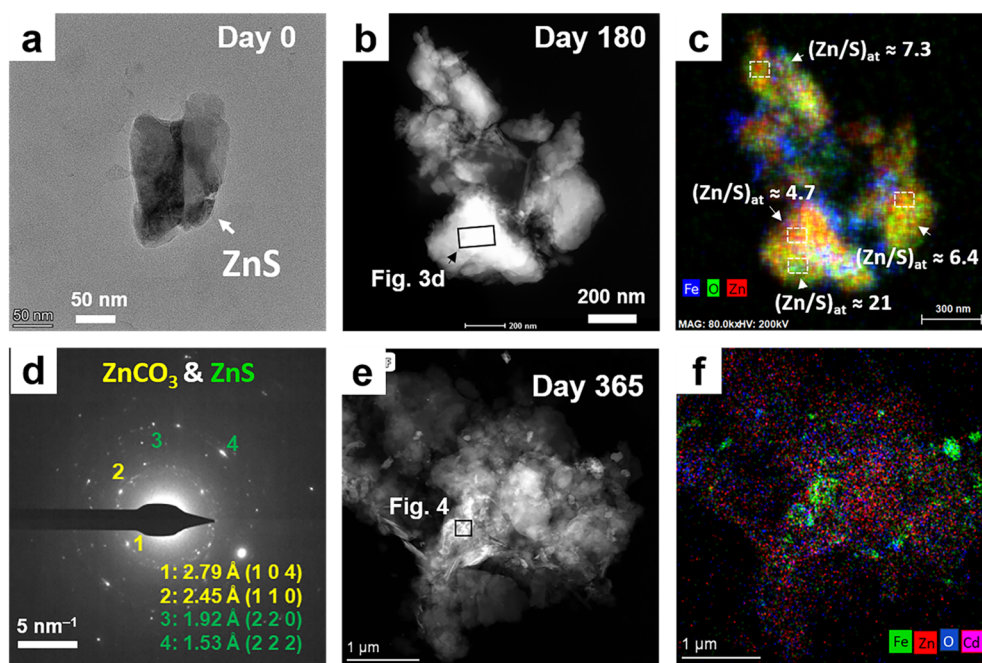 a
Day 0
ZnS
50 nm
50 nm
b
Day 180
Fig. 3d
200 nm
200 nm
c
(Zn/S)at ≈ 7.3
(Zn/S)at ≈ 4.7
(Zn/S)at ≈ 6.4
(Zn/S)at ≈ 21
Fe O Zn
300 nm
MAG: 80.0kxHV: 200kV
d
ZnCO₃ & ZnS
3
4
2
1
1: 2.79 Å (1 0 4)
2: 2.45 Å (1 1 0)
3: 1.92 Å (2 2 0)
4: 1.53 Å (2 2 2)
5 nm⁻¹
e
Day 365
Fig. 4
1 µm
f
1 µm
Fe Zn O Cd